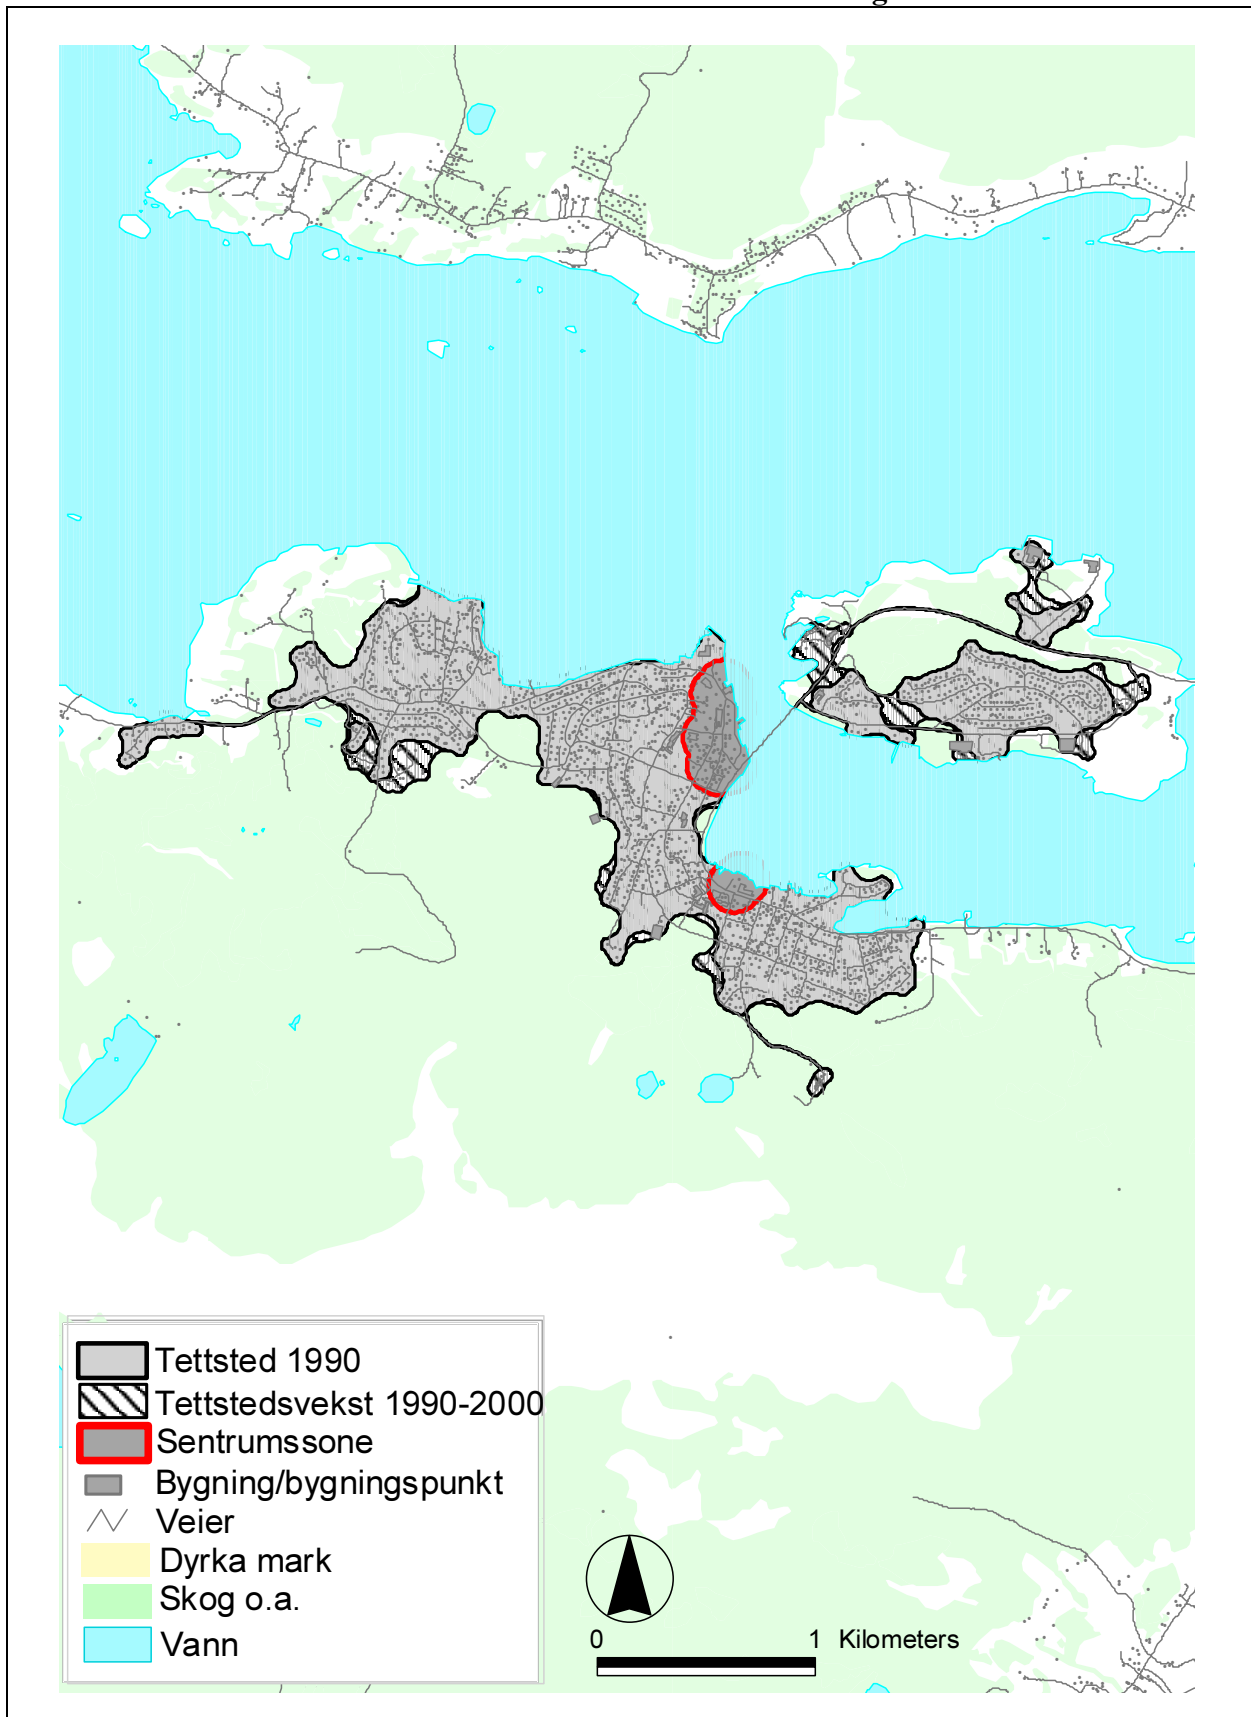 Tettsted 1990
Tettstedsvekst 1990-2000
Sentrumssone
Bygning/bygningspunkt
Veier
Dyrka mark
Skog o.a.
Vann
0 1 Kilometers